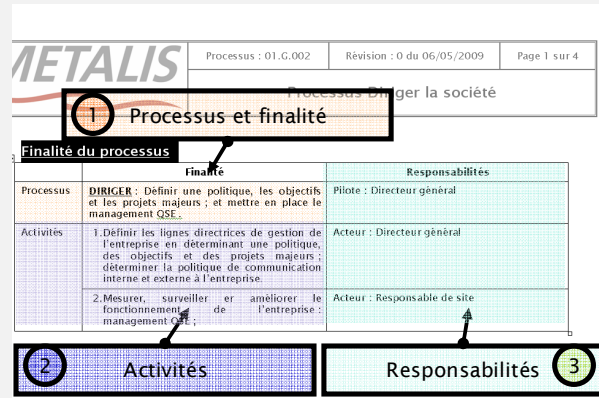 METALIS
Processus : 01.G.002
Révision : 0 du 06/05/2009
Page 1 sur 4
Processus Diriger la société
1 Processus et finalité
Finalité du processus
Finalité
Responsabilités
Processus
DIRIGER : Définir une politique, les objectifs
et les projets majeurs ; et mettre en place le
management QSE.
Pilote : Directeur général
Activités
1.Définir les lignes directrices de gestion de
l'entreprise en déterminant une politique,
des objectifs et des projets majeurs ;
déterminer la politique de communication
interne et externe à l'entreprise.
Acteur : Directeur général
2.Mesurer, surveiller er améliorer le
fonctionnement de l'entreprise :
management QSE ;
Acteur : Responsable de site
2 Activités
Responsabilités 3